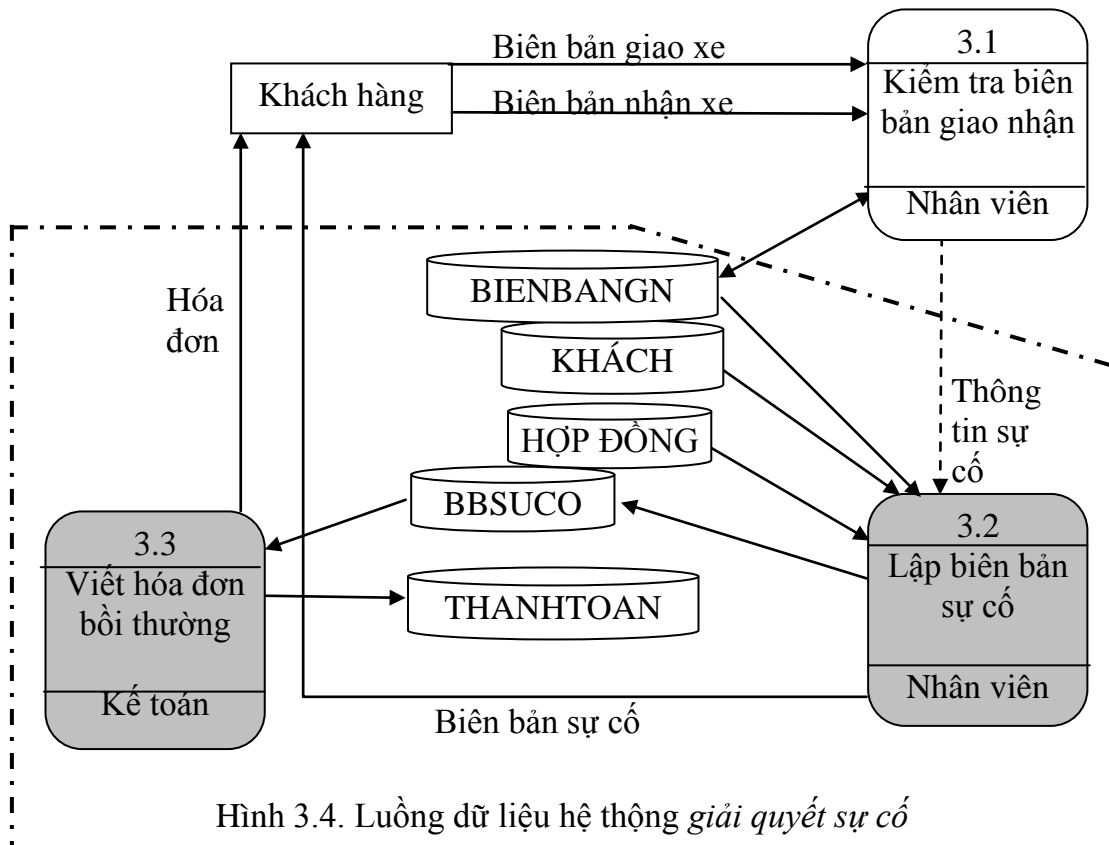 Biên bản giao xe
Khách hàng
Biên bản nhận xe
3.1
Kiểm tra biên
bản giao nhận
Nhân viên
Hóa
đơn
BIENBANGN
KHÁCH
HỢP ĐỒNG
BBSUCO
THANHTOAN
Thông
tin sự
cố
3.3
Viết hóa đơn
bồi thường
Kế toán
3.2
Lập biên bản
sự cố
Nhân viên
Biên bản sự cố
Hình 3.4. Luồng dữ liệu hệ thộng giải quyết sự cố